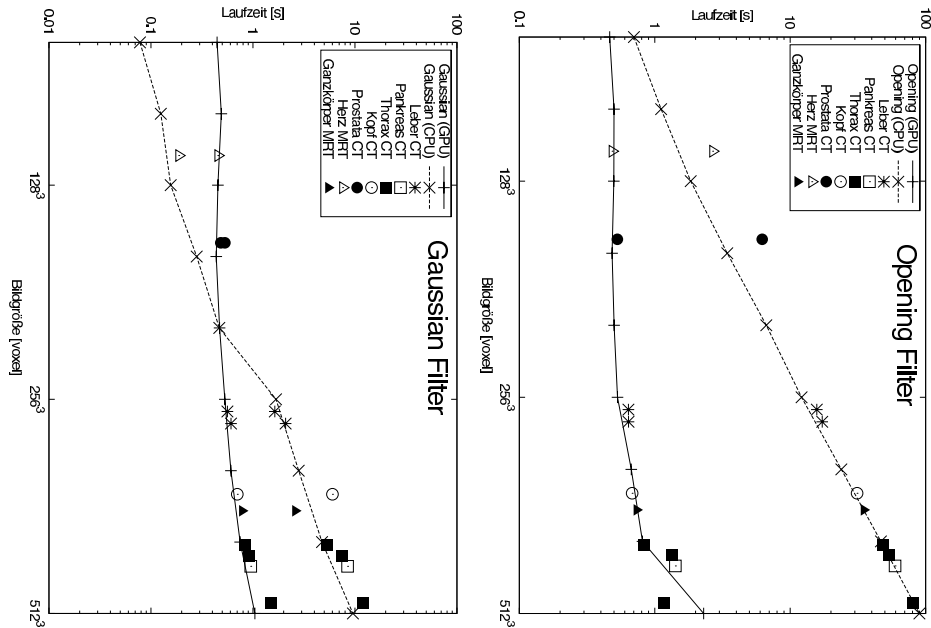 Gaussian Filter
Laufzeit [s]
100
10
1
0.1
0.01
128³
256³
512³
Bildgröße [voxel]
Gaussian (GPU)
Gaussian (CPU)
Leber CT
Pankreas CT
Thorax CT
Kopf CT
Prostata CT
Herz MRT
Ganzkörper MRT
Opening Filter
Laufzeit [s]
100
10
1
0.1
128³
256³
512³
Bildgröße [voxel]
Opening (GPU)
Opening (CPU)
Leber CT
Pankreas CT
Thorax CT
Kopf CT
Prostata CT
Herz MRT
Ganzkörper MRT